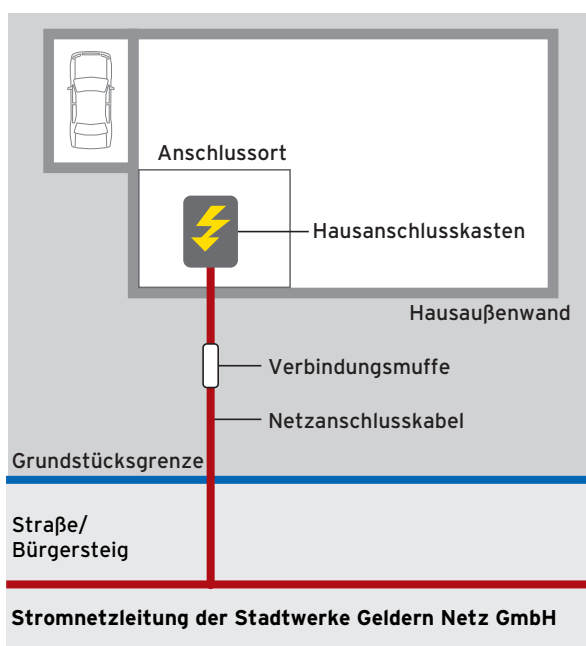 Anschlussort
Hausanschlusskasten
Hausaußenwand
Verbindungsmuffe
Netzanschlusskabel
Grundstücksgrenze
Straße/
Bürgersteig
Stromnetzleitung der Stadtwerke Geldern Netz GmbH